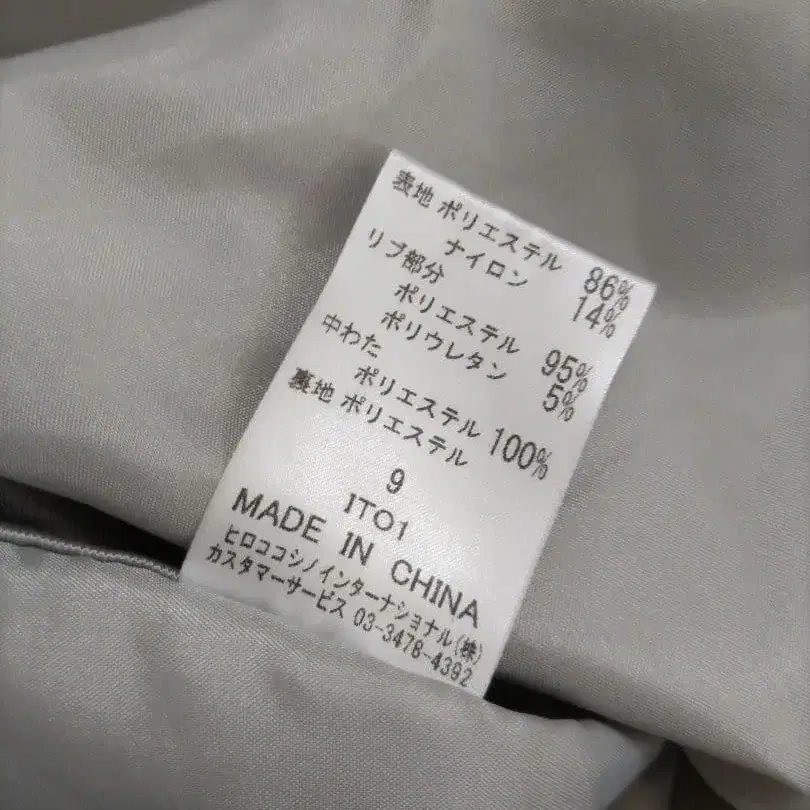 表地 ポリエステル 86%
ナイロン 14%
リブ部分
ポリエステル 95%
ポリウレタン 5%
中わた
ポリエステル 100%
裏地 ポリエステル
9
ITO1
MADE IN CHINA
ヒロココシノインターナショナル(株)
カスタマーサービス 03-3478-4392